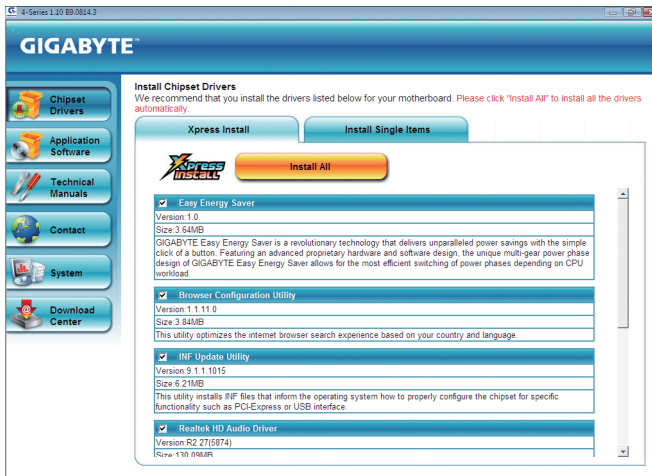 4-Series 1.10 B9.0814.3
GIGABYTE™
Chipset
Drivers
Application
Software
Technical
Manuals
Contact
System
Download
Center
Install Chipset Drivers
We recommend that you install the drivers listed below for your motherboard. Please click "Install All" to install all the drivers
automatically.
Xpress Install
Install Single Items
Xpress
Install
Install All
Easy Energy Saver
Version:1.0
Size:3.64MB
GIGABYTE Easy Energy Saver is a revolutionary technology that delivers unparalleled power savings with the simple
click of a button. Featuring an advanced proprietary hardware and software design, the unique multi-gear power phase
design of GIGABYTE Easy Energy Saver allows for the most efficient switching of power phases depending on CPU
workload.
Browser Configuration Utility
Version:1.1.11.0
Size:3.84MB
This utility optimizes the internet browser search experience based on your country and language.
INF Update Utility
Version:9.1.1.1015
Size:6.21MB
This utility installs INF files that inform the operating system how to properly configure the chipset for specific
functionality such as PCI-Express or USB interface.
Realtek HD Audio Driver
Version:R2.27(5874)
Size:130.09MB